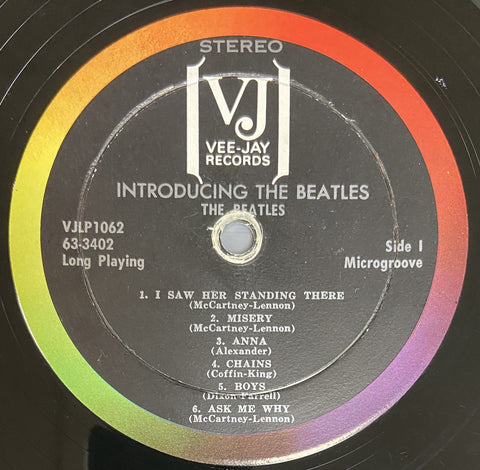 STEREO
VJ
VEE-JAY
RECORDS
INTRODUCING THE BEATLES
THE BEATLES
VJLP1062
63-3402
Long Playing
Side I
Microgroove
1. I SAW HER STANDING THERE
(McCartney-Lennon)
2. MISERY
(McCartney-Lennon)
3. ANNA
(Alexander)
4. CHAINS
(Coffin-King)
5. BOYS
(Dixon-Farrell)
6. ASK ME WHY
(McCartney-Lennon)